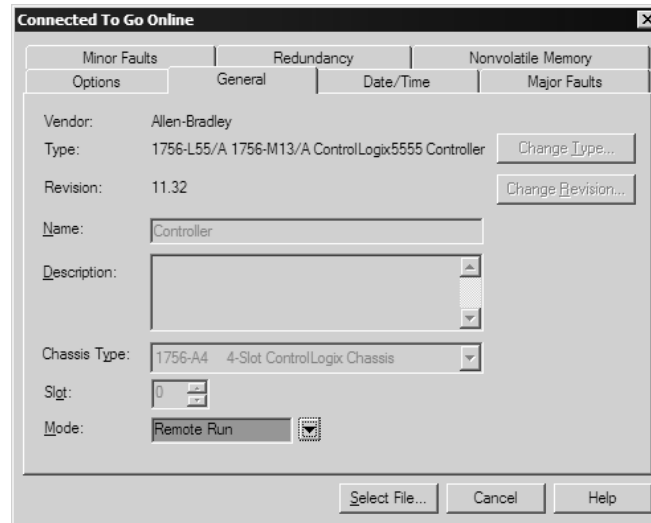 Connected To Go Online
Minor Faults Redundancy Nonvolatile Memory
Options General Date/Time Major Faults
Vendor: Allen-Bradley
Type: 1756-L55/A 1756-M13/A ControlLogix5555 Controller Change Type...
Revision: 11.32 Change Revision...
Name: Controller
Description:
Chassis Type: 1756-A4 4-Slot ControlLogix Chassis
Slot: 0
Mode: Remote Run
Select File... Cancel Help